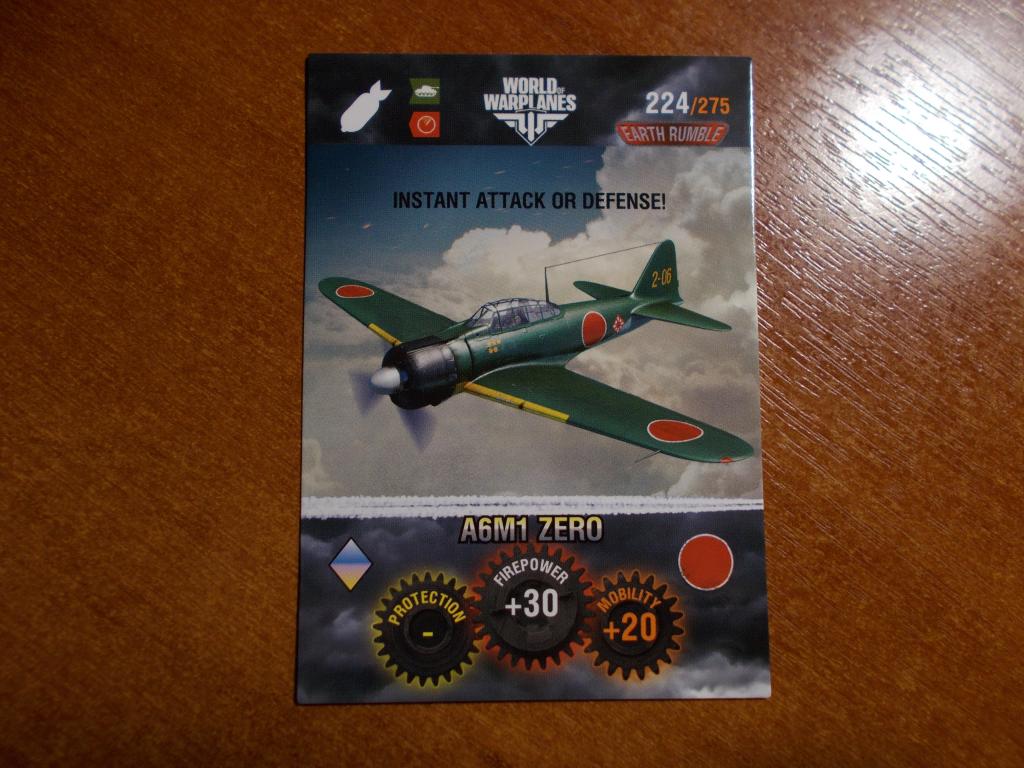 WORLD OF
WARPLANES
224/275
EARTH RUMBLE
INSTANT ATTACK OR DEFENSE!
2-06
A6M1 ZERO
PROTECTION
-
FIREPOWER
+30
MOBILITY
+20